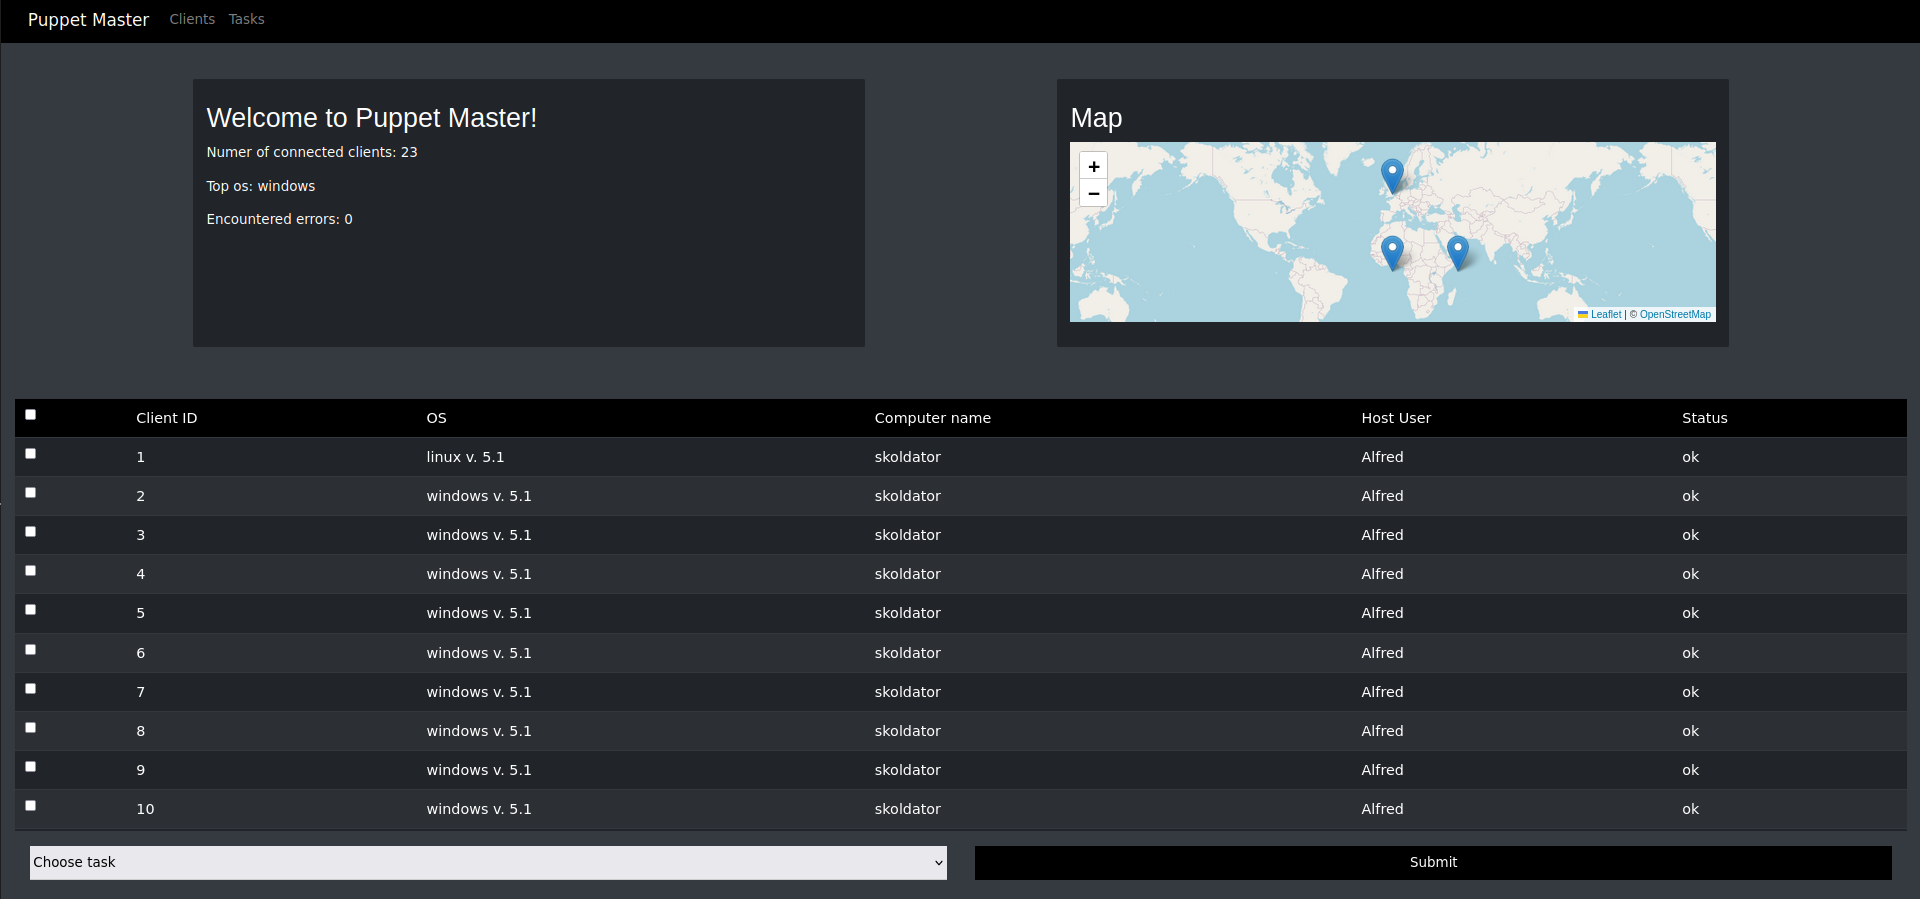 Puppet Master Clients Tasks
Welcome to Puppet Master!
Numer of connected clients: 23
Top os: windows
Encountered errors: 0
Map
+
−
Leaflet | © OpenStreetMap
Client ID OS Computer name Host User Status
1 linux v. 5.1 skoldator Alfred ok
2 windows v. 5.1 skoldator Alfred ok
3 windows v. 5.1 skoldator Alfred ok
4 windows v. 5.1 skoldator Alfred ok
5 windows v. 5.1 skoldator Alfred ok
6 windows v. 5.1 skoldator Alfred ok
7 windows v. 5.1 skoldator Alfred ok
8 windows v. 5.1 skoldator Alfred ok
9 windows v. 5.1 skoldator Alfred ok
10 windows v. 5.1 skoldator Alfred ok
Choose task Submit